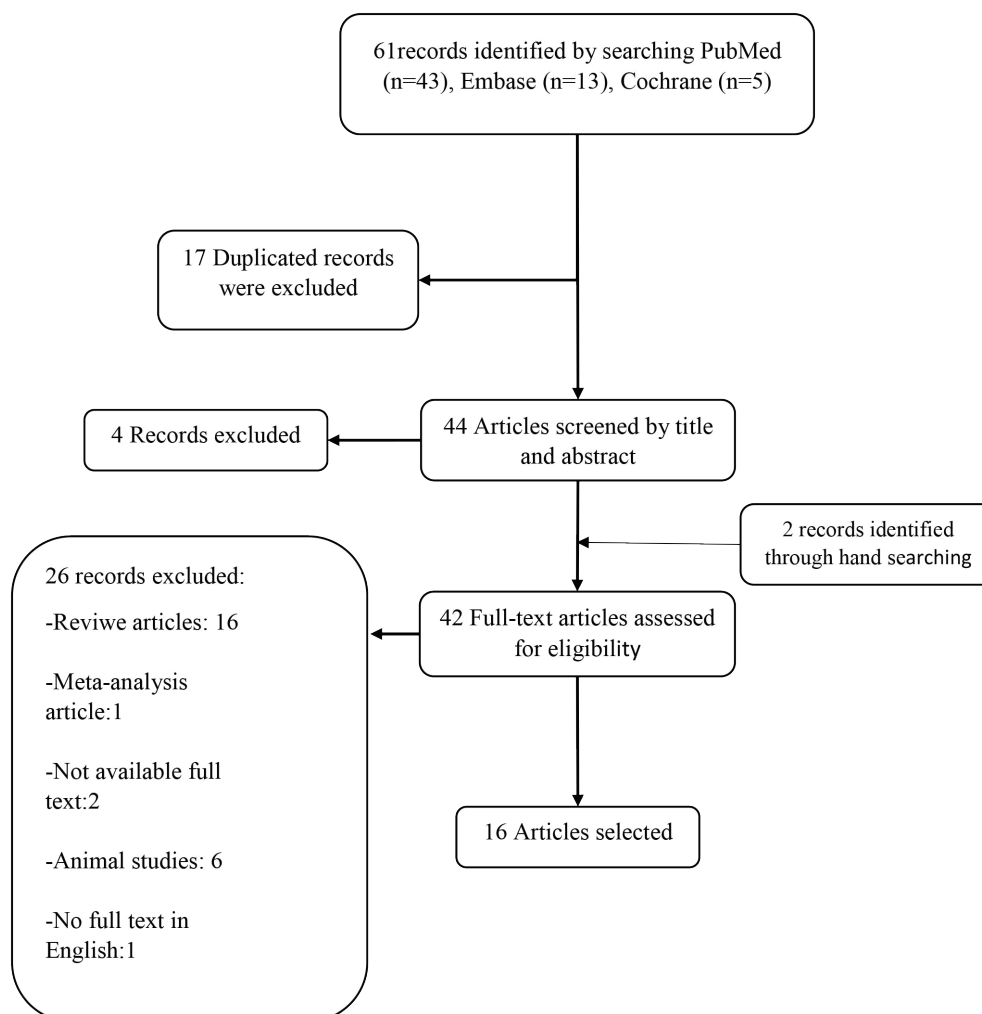 61records identified by searching PubMed
(n=43), Embase (n=13), Cochrane (n=5)
17 Duplicated records
were excluded
44 Articles screened by title
and abstract
4 Records excluded
2 records identified
through hand searching
42 Full-text articles assessed
for eligibility
26 records excluded:
-Reviwe articles: 16
-Meta-analysis
article:1
-Not available full
text:2
-Animal studies: 6
-No full text in
English:1
16 Articles selected